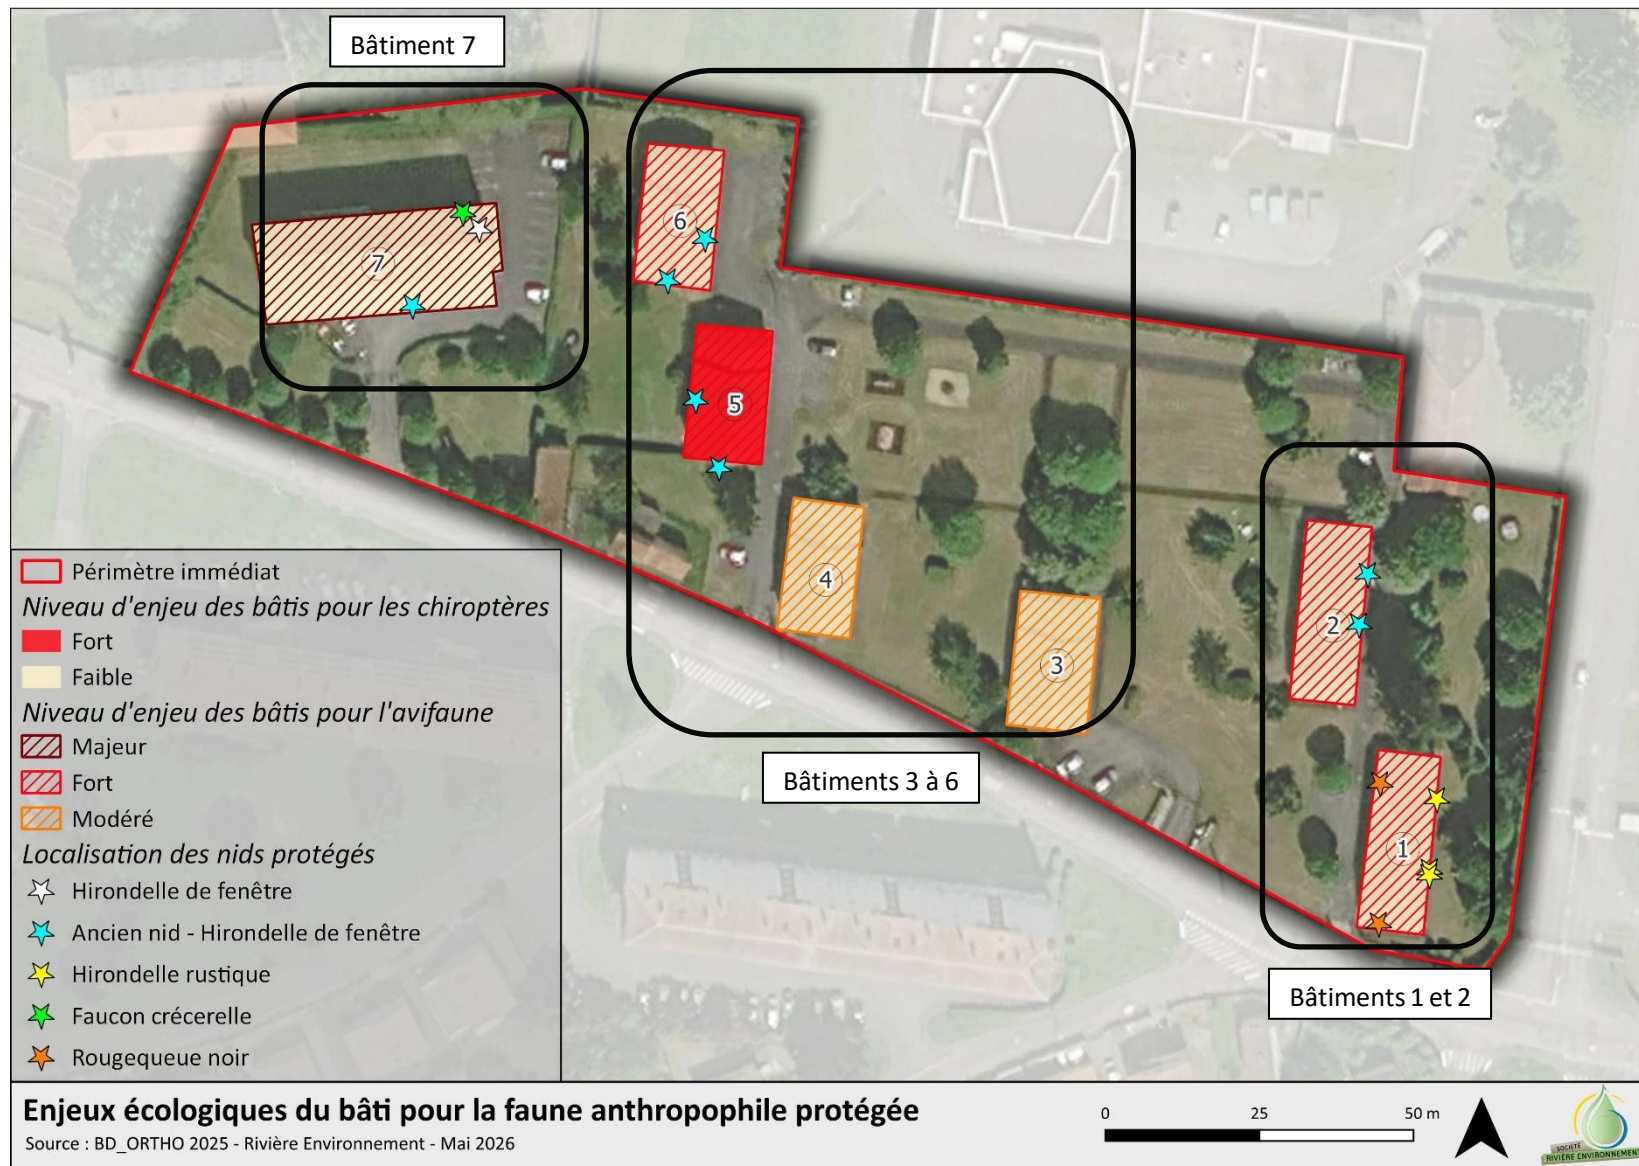 Bâtiment 7
6
7
5
4
3
2
1
Bâtiments 3 à 6
Bâtiments 1 et 2
Périmètre immédiat
Niveau d'enjeu des bâtis pour les chiroptères
Fort
Faible
Niveau d'enjeu des bâtis pour l'avifaune
Majeur
Fort
Modéré
Localisation des nids protégés
Hirondelle de fenêtre
Ancien nid - Hirondelle de fenêtre
Hirondelle rustique
Faucon crécerelle
Rougequeue noir
Enjeux écologiques du bâti pour la faune anthropophile protégée
Source : BD_ORTHO 2025 - Rivière Environnement - Mai 2026
0 25 50 m
SOCIÉTÉ
RIVIÈRE ENVIRONNEMENT